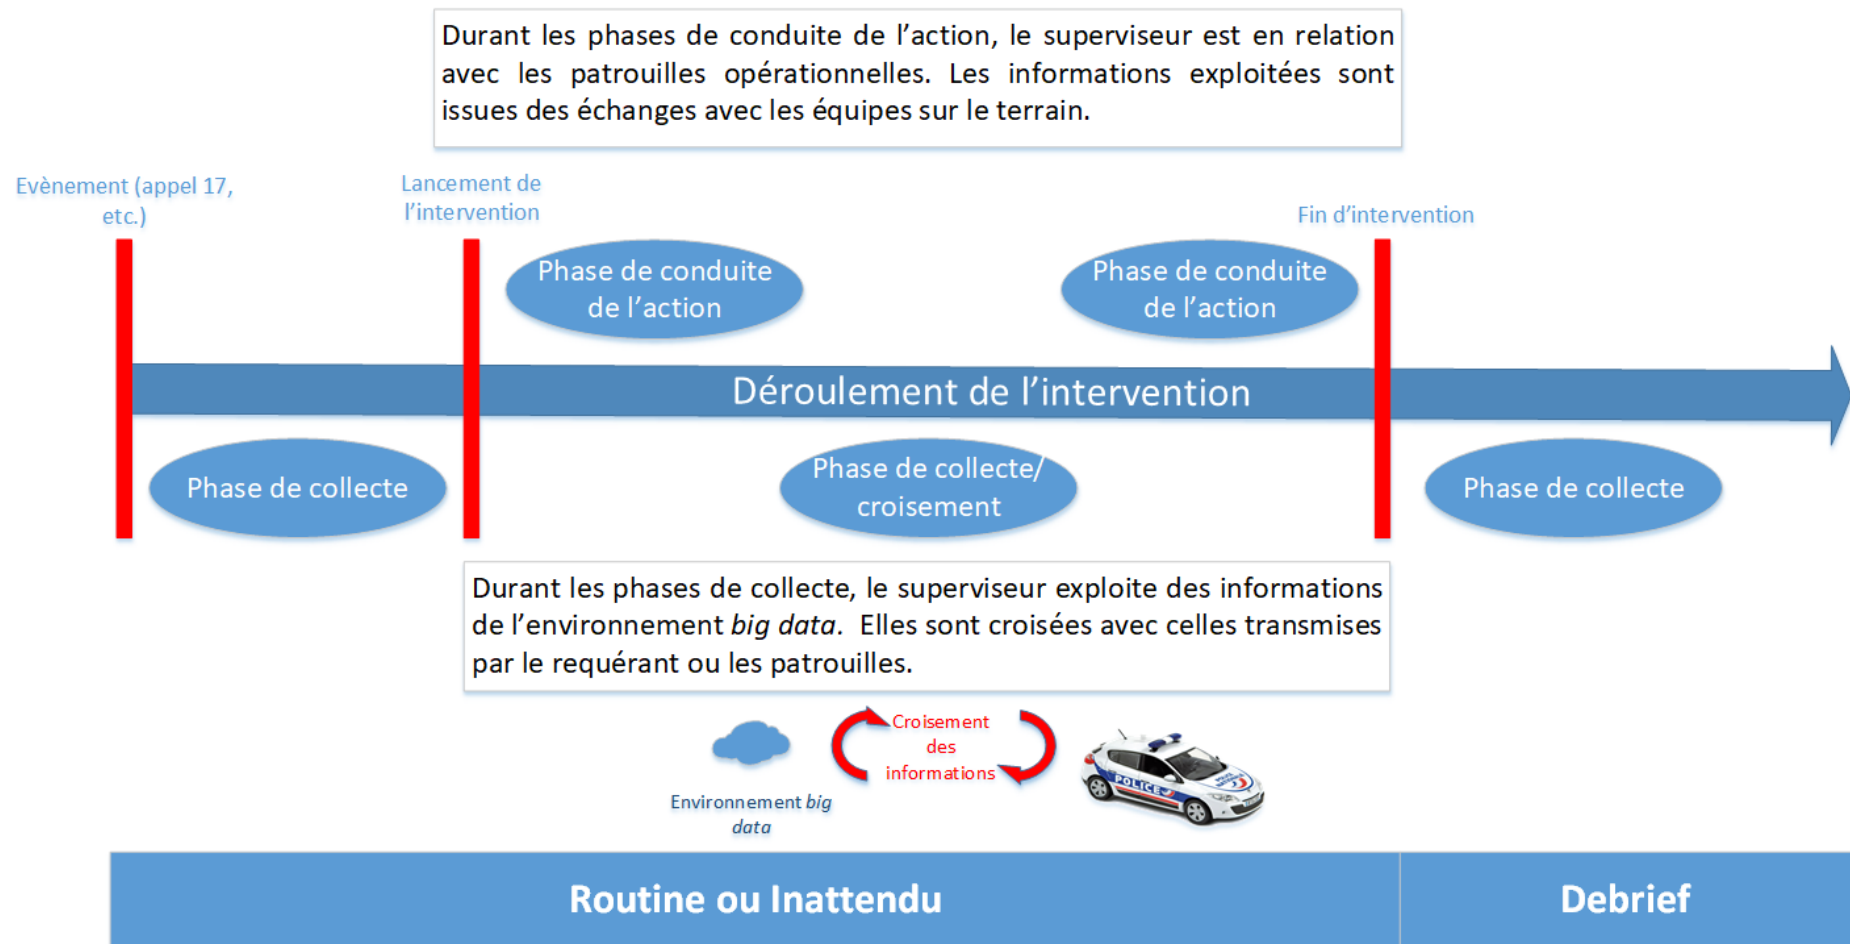 Durant les phases de conduite de l'action, le superviseur est en relation
avec les patrouilles opérationnelles. Les informations exploitées sont
issues des échanges avec les équipes sur le terrain.
Evènement (appel 17,
etc.)
Lancement de
l'intervention
Fin d'intervention
Phase de conduite
de l'action
Phase de conduite
de l'action
Déroulement de l'intervention
Phase de collecte
Phase de collecte/
croisement
Phase de collecte
Durant les phases de collecte, le superviseur exploite des informations
de l'environnement big data. Elles sont croisées avec celles transmises
par le requérant ou les patrouilles.
Croisement
des
informations
Environnement big
data
POLICE
POLICE
NATIONALE
Routine ou Inattendu
Debrief